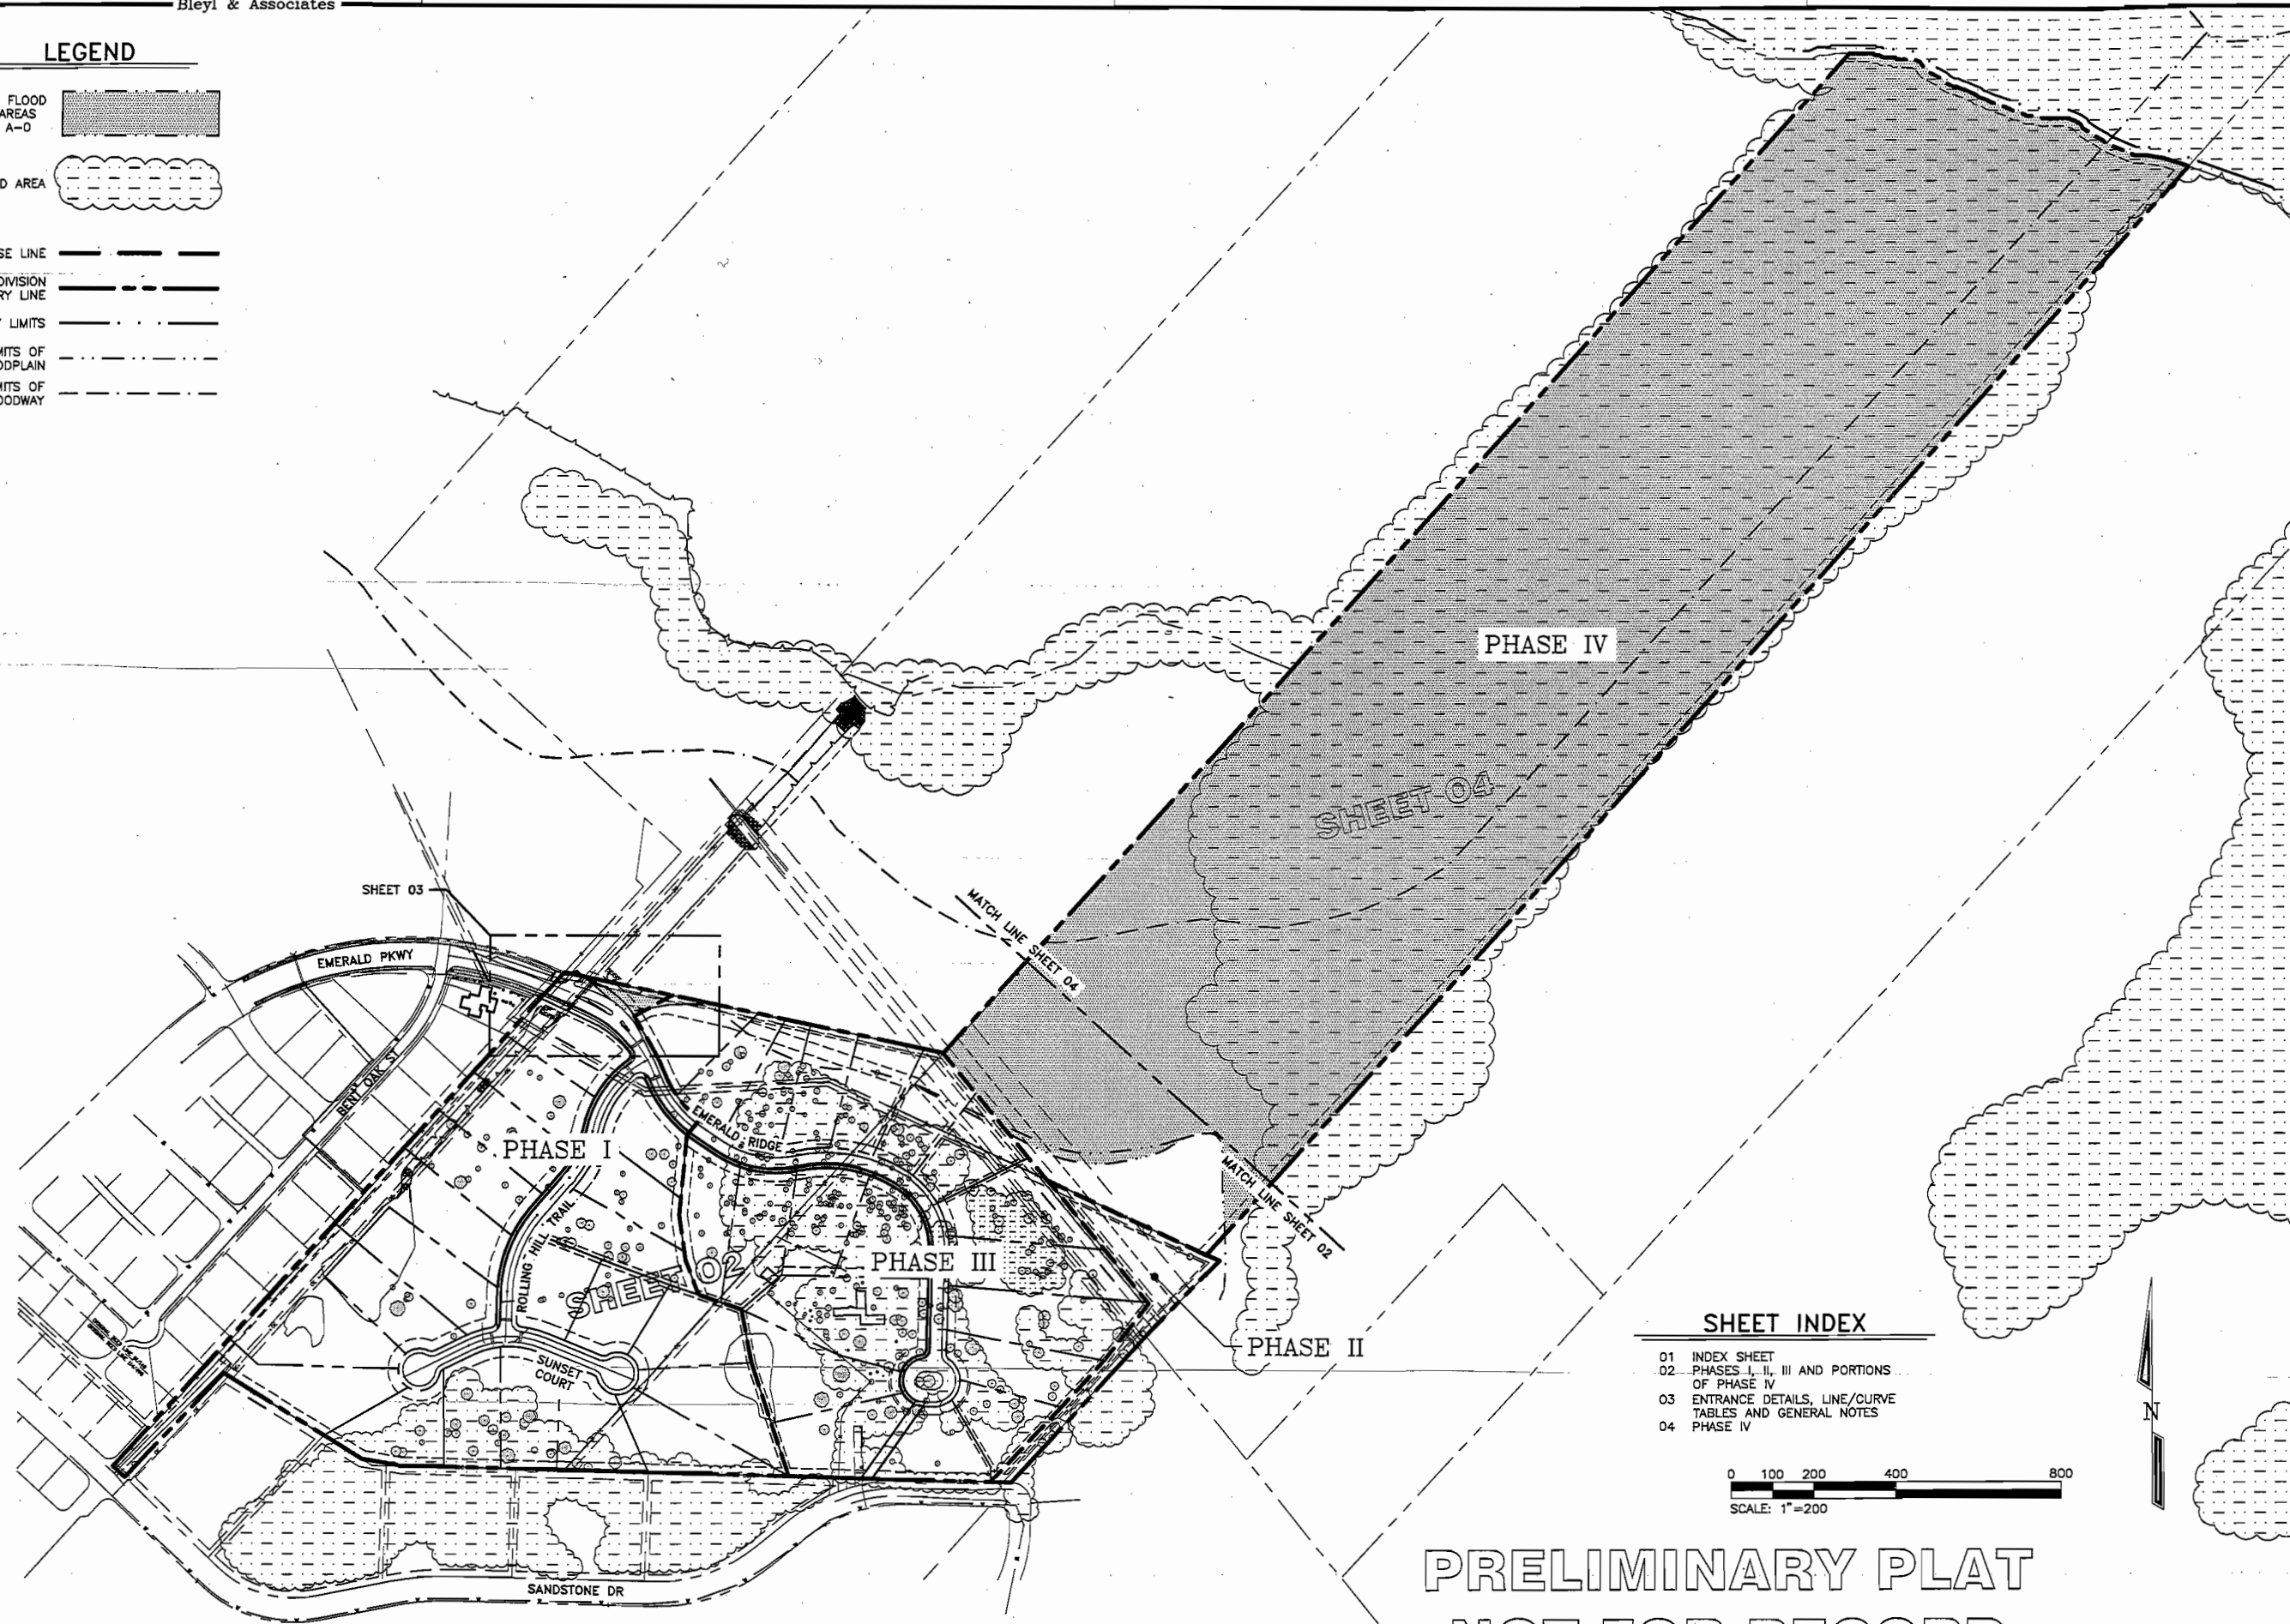 Bleyl & Associates
LEGEND
FLOOD
AREAS
A-O
D AREA
SE LINE
DIVISION
RY LINE
LIMITS
MITS OF
ODPLAIN
MITS OF
OODWAY
PHASE IV
SHEET 04
MATCH LINE SHEET 04
SHEET 03
EMERALD PKWY
BENT OAK ST
EMERALD RIDGE
PHASE I
ROLLING HILL TRAIL
MATCH LINE SHEET 02
PHASE III
SHEET 02
PHASE II
SUNSET
COURT
SANDSTONE DR
SHEET INDEX
01 INDEX SHEET
02 PHASES I, II, III AND PORTIONS
OF PHASE IV
03 ENTRANCE DETAILS, LINE/CURVE
TABLES AND GENERAL NOTES
04 PHASE IV
N
0 100 200 400 800
SCALE: 1"=200
PRELIMINARY PLAT
NOT FOR RECORD